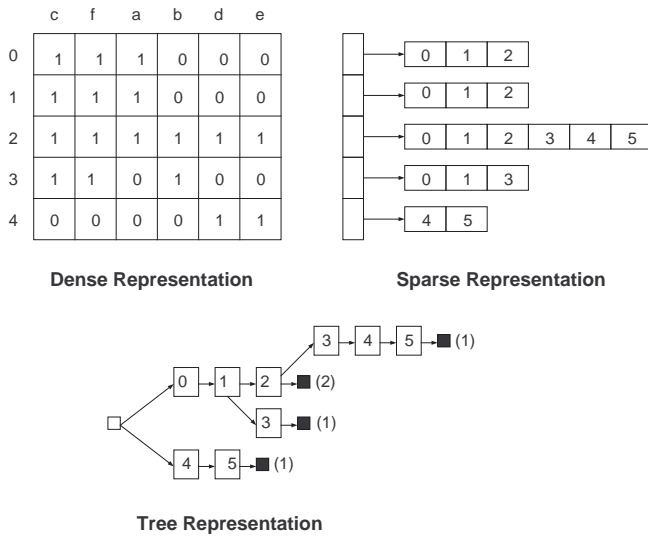 c f a b d e
0 1 1 1 0 0 0
1 1 1 1 0 0 0
2 1 1 1 1 1 1
3 1 1 0 1 0 0
4 0 0 0 0 1 1
Dense Representation
0 1 2
0 1 2
0 1 2 3 4 5
0 1 3
4 5
Sparse Representation
3 4 5 (1)
0 1 2 (2)
3 (1)
4 5 (1)
Tree Representation